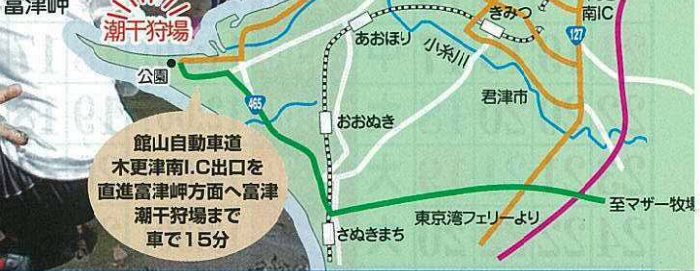 富津岬
潮干狩場
公園
あおほり
きみつ
南IC
127
小糸川
君津市
465
おおぬき
館山自動車道
木更津南I.C出口を
直進富津岬方面へ富津
潮干狩場まで
車で15分
至マザー牧場
東京湾フェリーより
さぬきまち